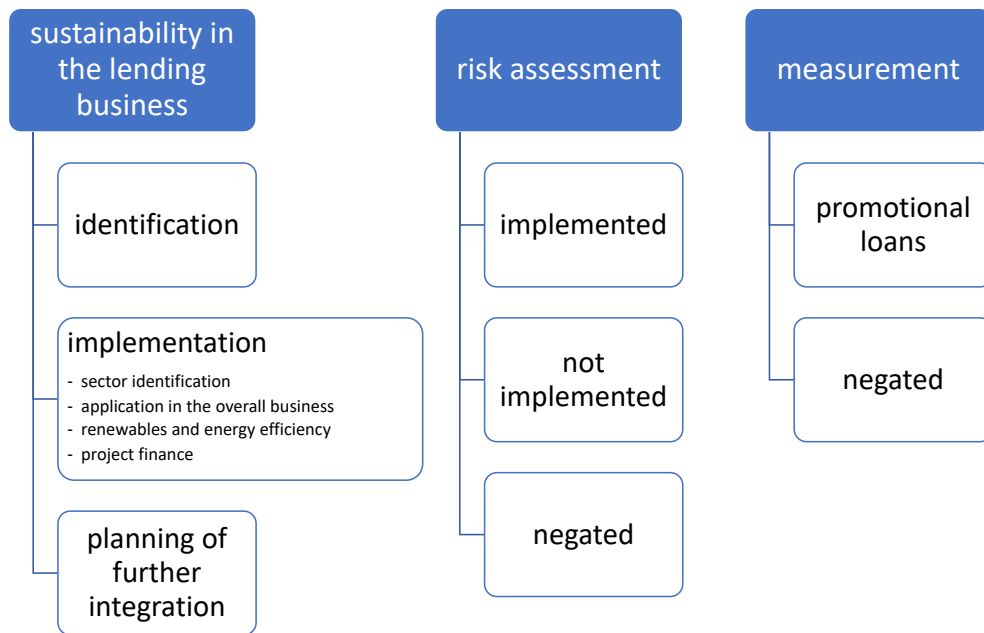 sustainability in
the lending
business
identification
implementation
- sector identification
- application in the overall business
- renewables and energy efficiency
- project finance
planning of
further
integration
risk assessment
implemented
not
implemented
negated
measurement
promotional
loans
negated